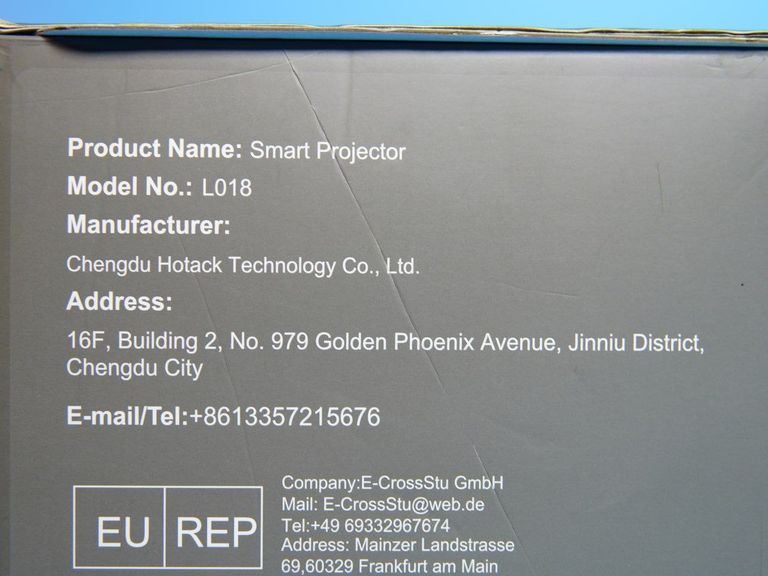 Product Name: Smart Projector
Model No.: L018
Manufacturer:
Chengdu Hotack Technology Co., Ltd.
Address:
16F, Building 2, No. 979 Golden Phoenix Avenue, Jinniu District,
Chengdu City
E-mail/Tel:+8613357215676
EU REP
Company:E-CrossStu GmbH
Mail: E-CrossStu@web.de
Tel:+49 69332967674
Address: Mainzer Landstrasse
69,60329 Frankfurt am Main